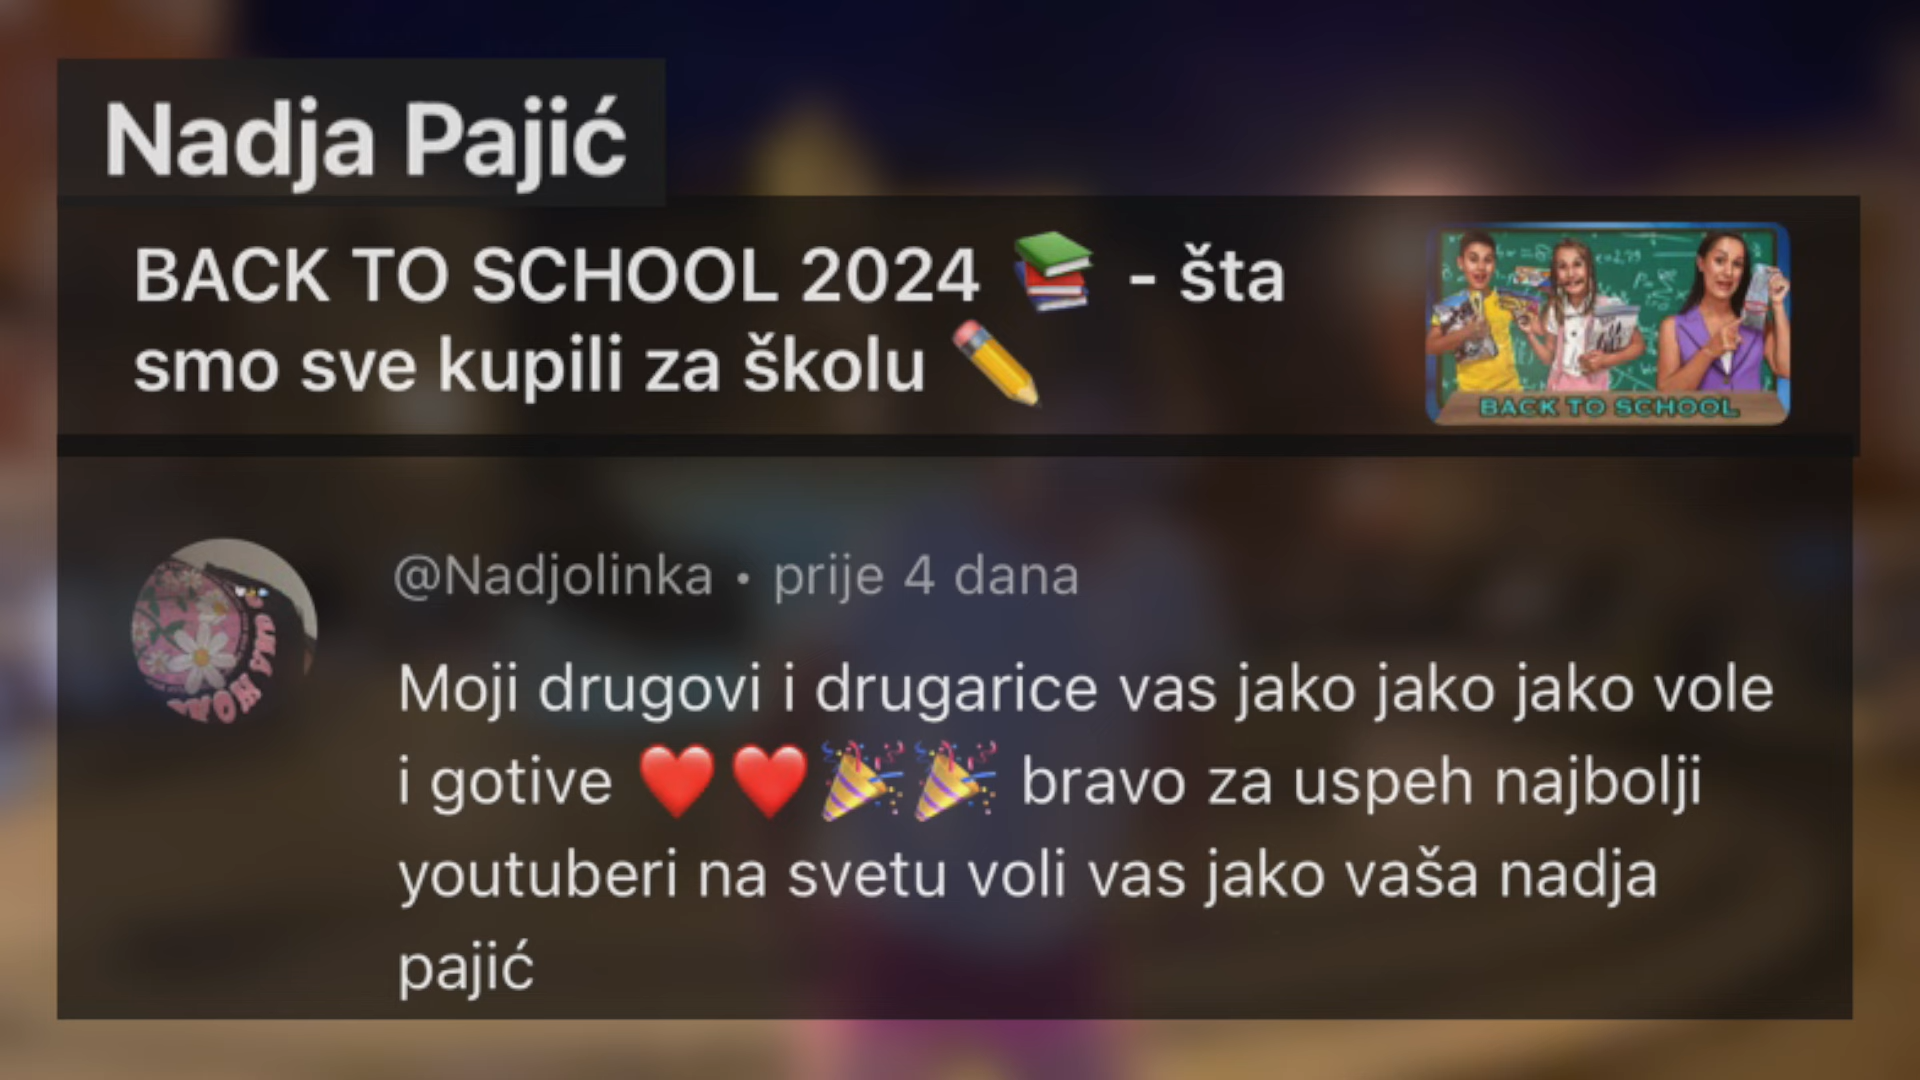 Nadja Pajić
BACK TO SCHOOL 2024 📚 - šta
smo sve kupili za školu ✏️
BACK TO SCHOOL
@Nadjolinka • prije 4 dana
Moji drugovi i drugarice vas jako jako jako vole
i gotive ❤️❤️🎉🎉 bravo za uspeh najbolji
youtuberi na svetu voli vas jako vaša nadja
pajić